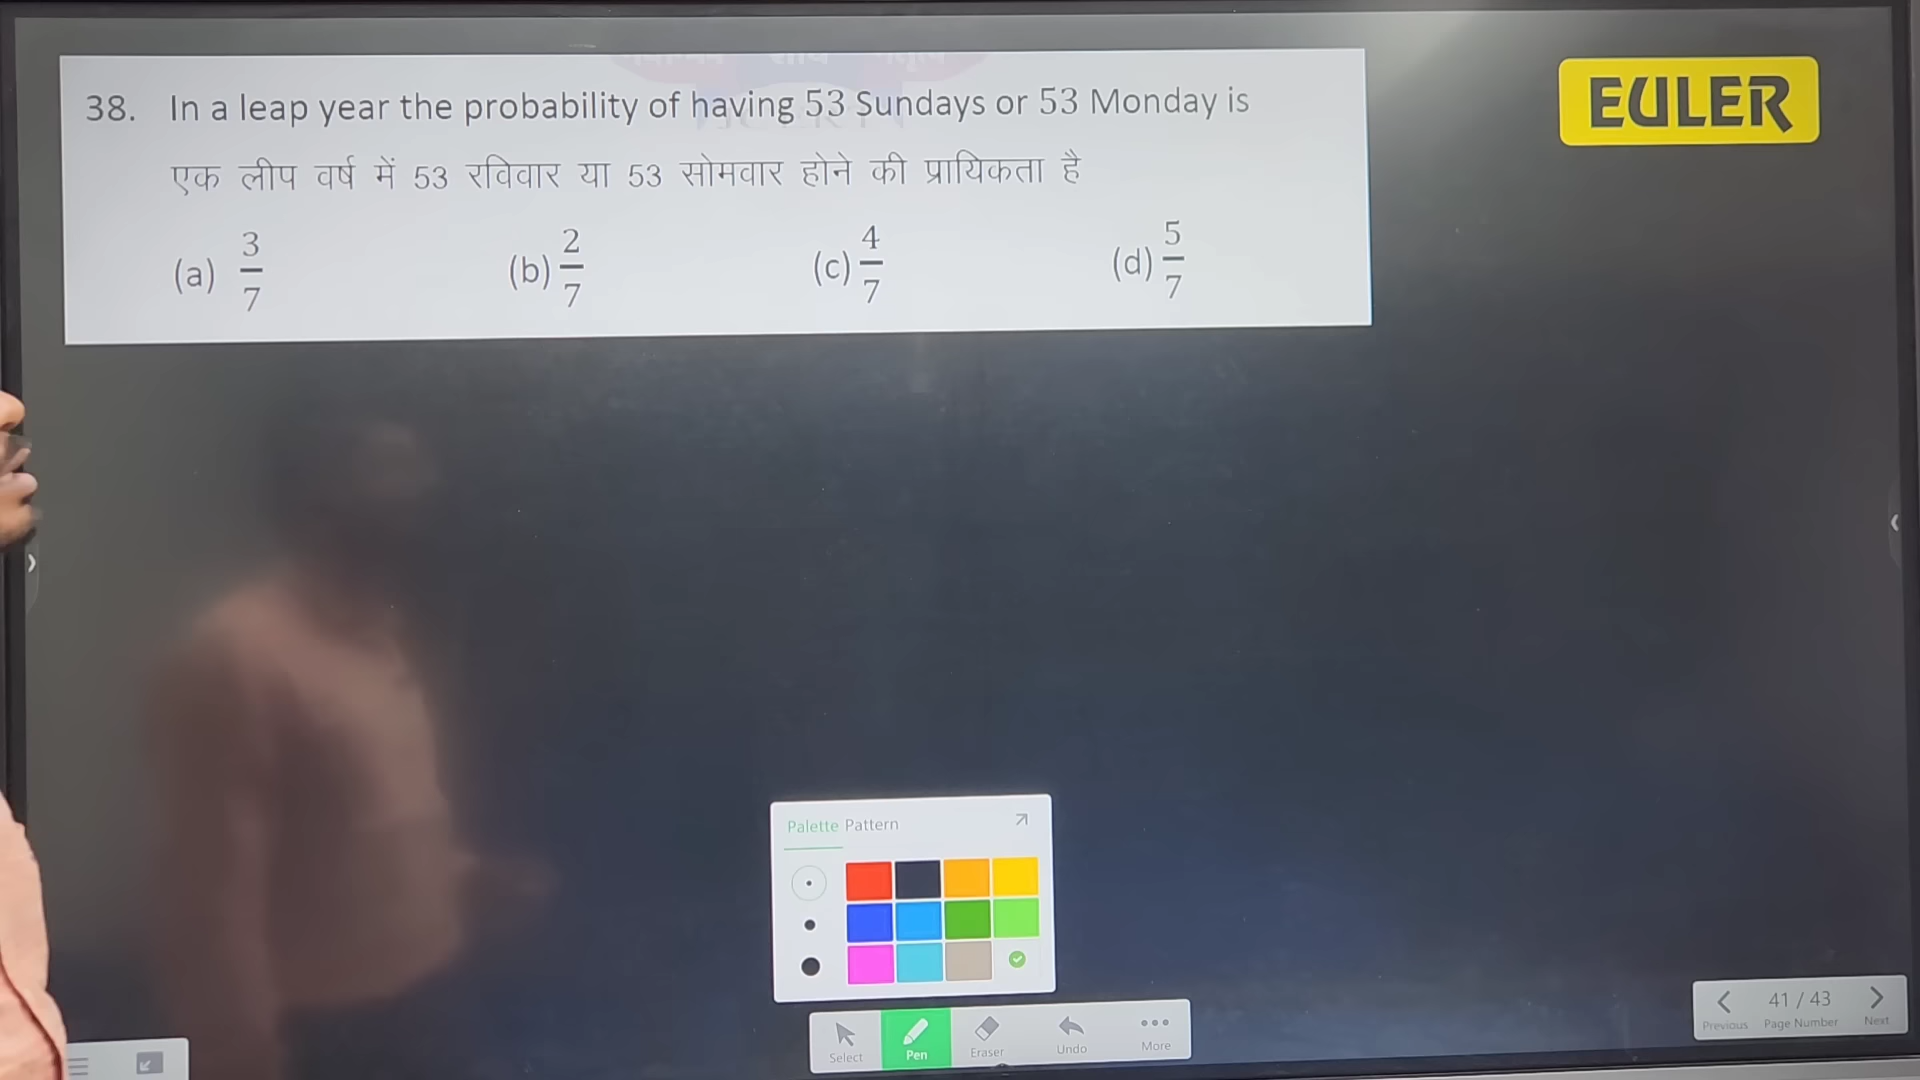 EULER
38. In a leap year the probability of having 53 Sundays or 53 Monday is
एक लीप वर्ष में 53 रविवार या 53 सोमवार होने की प्रायिकता है
(a) 3/7 (b) 2/7 (c) 4/7 (d) 5/7
Palette Pattern
Select Pen Eraser Undo More
41 / 43
Previous Page Number Next